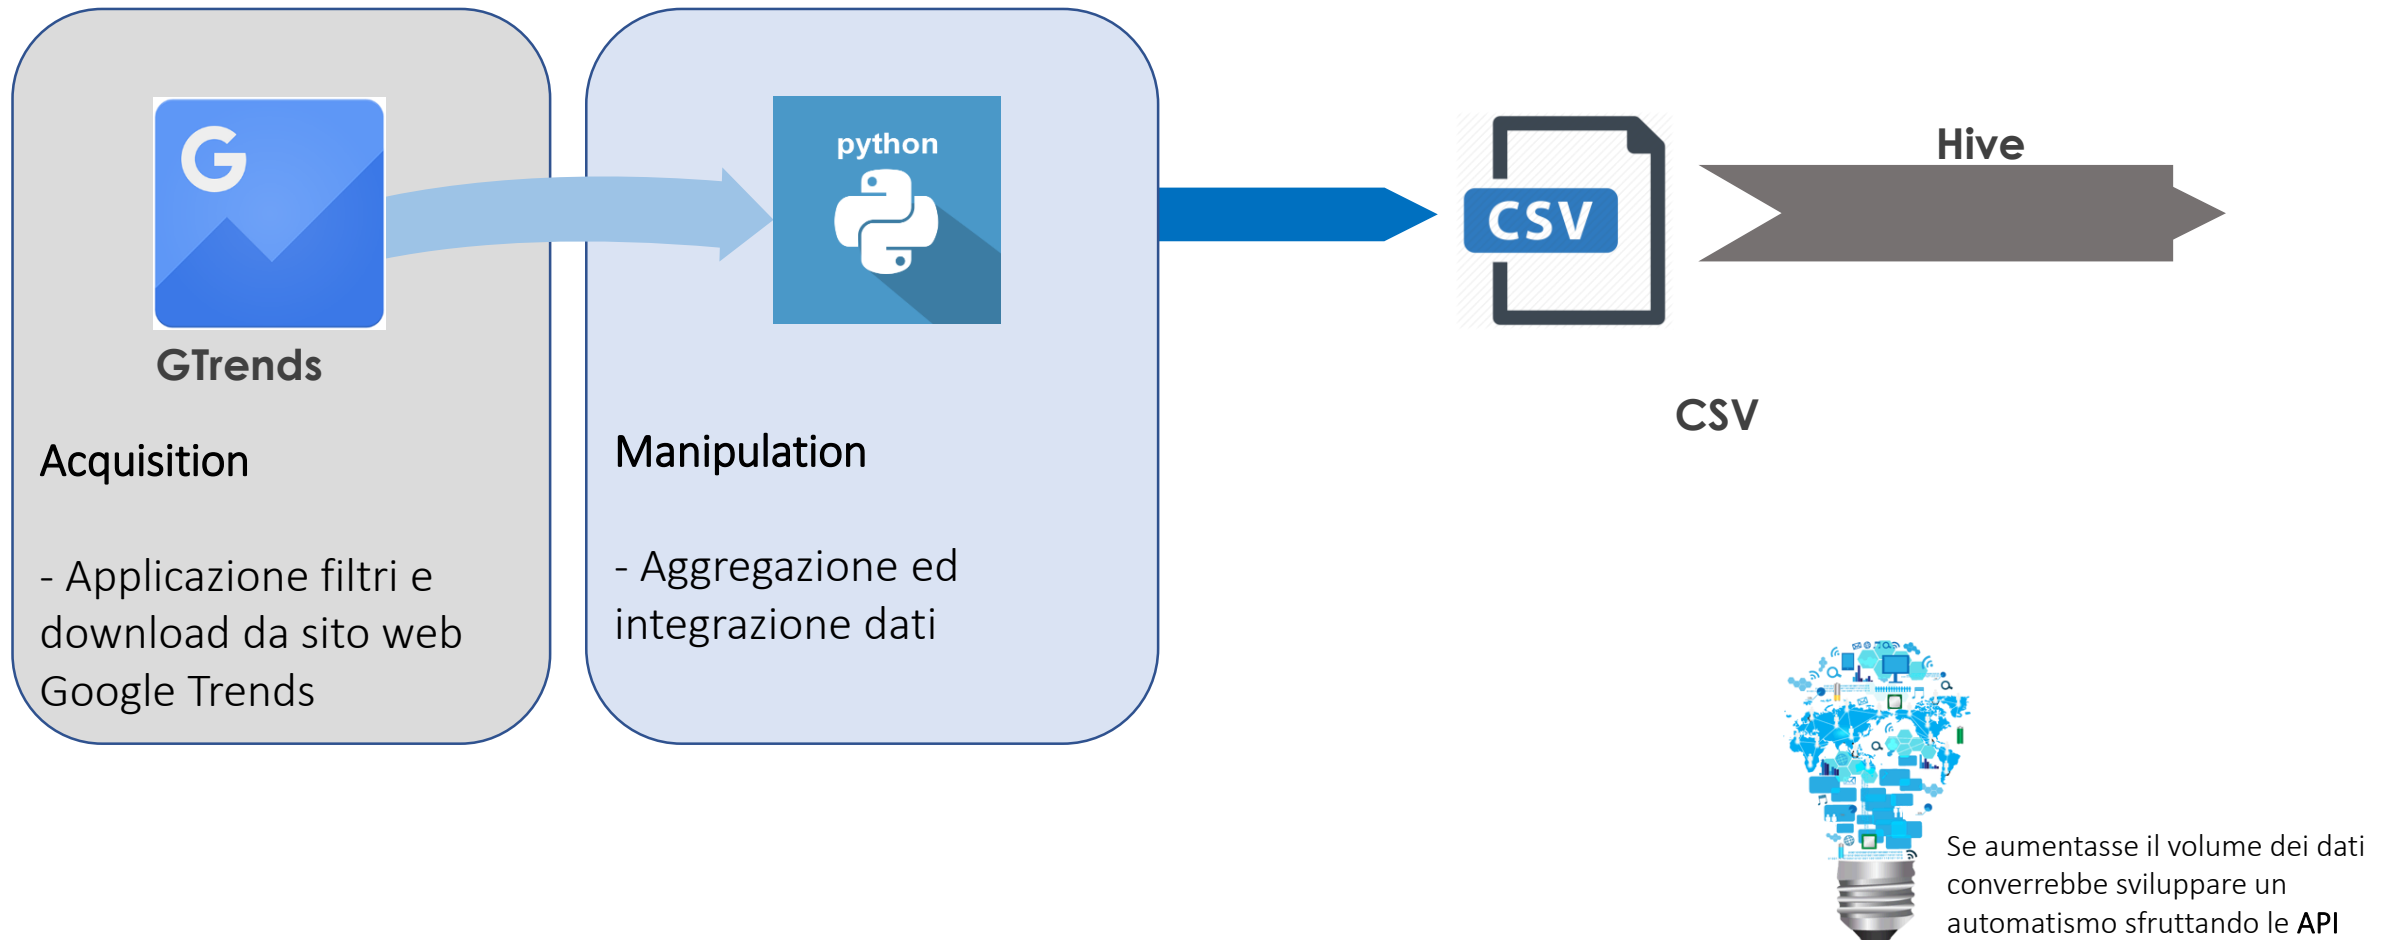 G
GTrends
Acquisition
- Applicazione filtri e
download da sito web
Google Trends
python
Manipulation
- Aggregazione ed
integrazione dati
CSV
CSV
Hive
Se aumentasse il volume dei dati
converrebbe sviluppare un
automatismo sfruttando le API